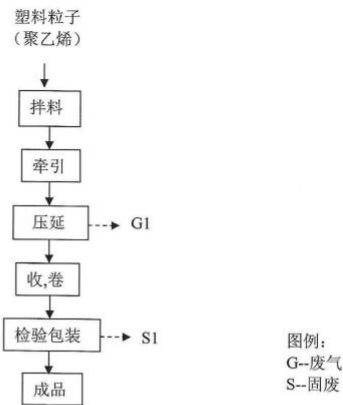 塑料粒子
（聚乙烯）
拌料
牵引
压延
G1
收,卷
检验包装
S1
成品
图例：
G--废气
S--固废